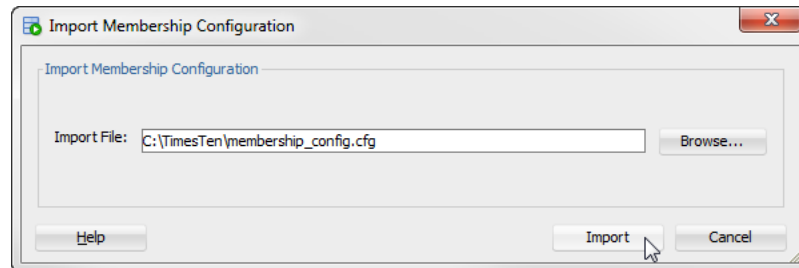 Import Membership Configuration
Import Membership Configuration
Import File: C:\TimesTen\membership_config.cfg Browse...
Help Import Cancel